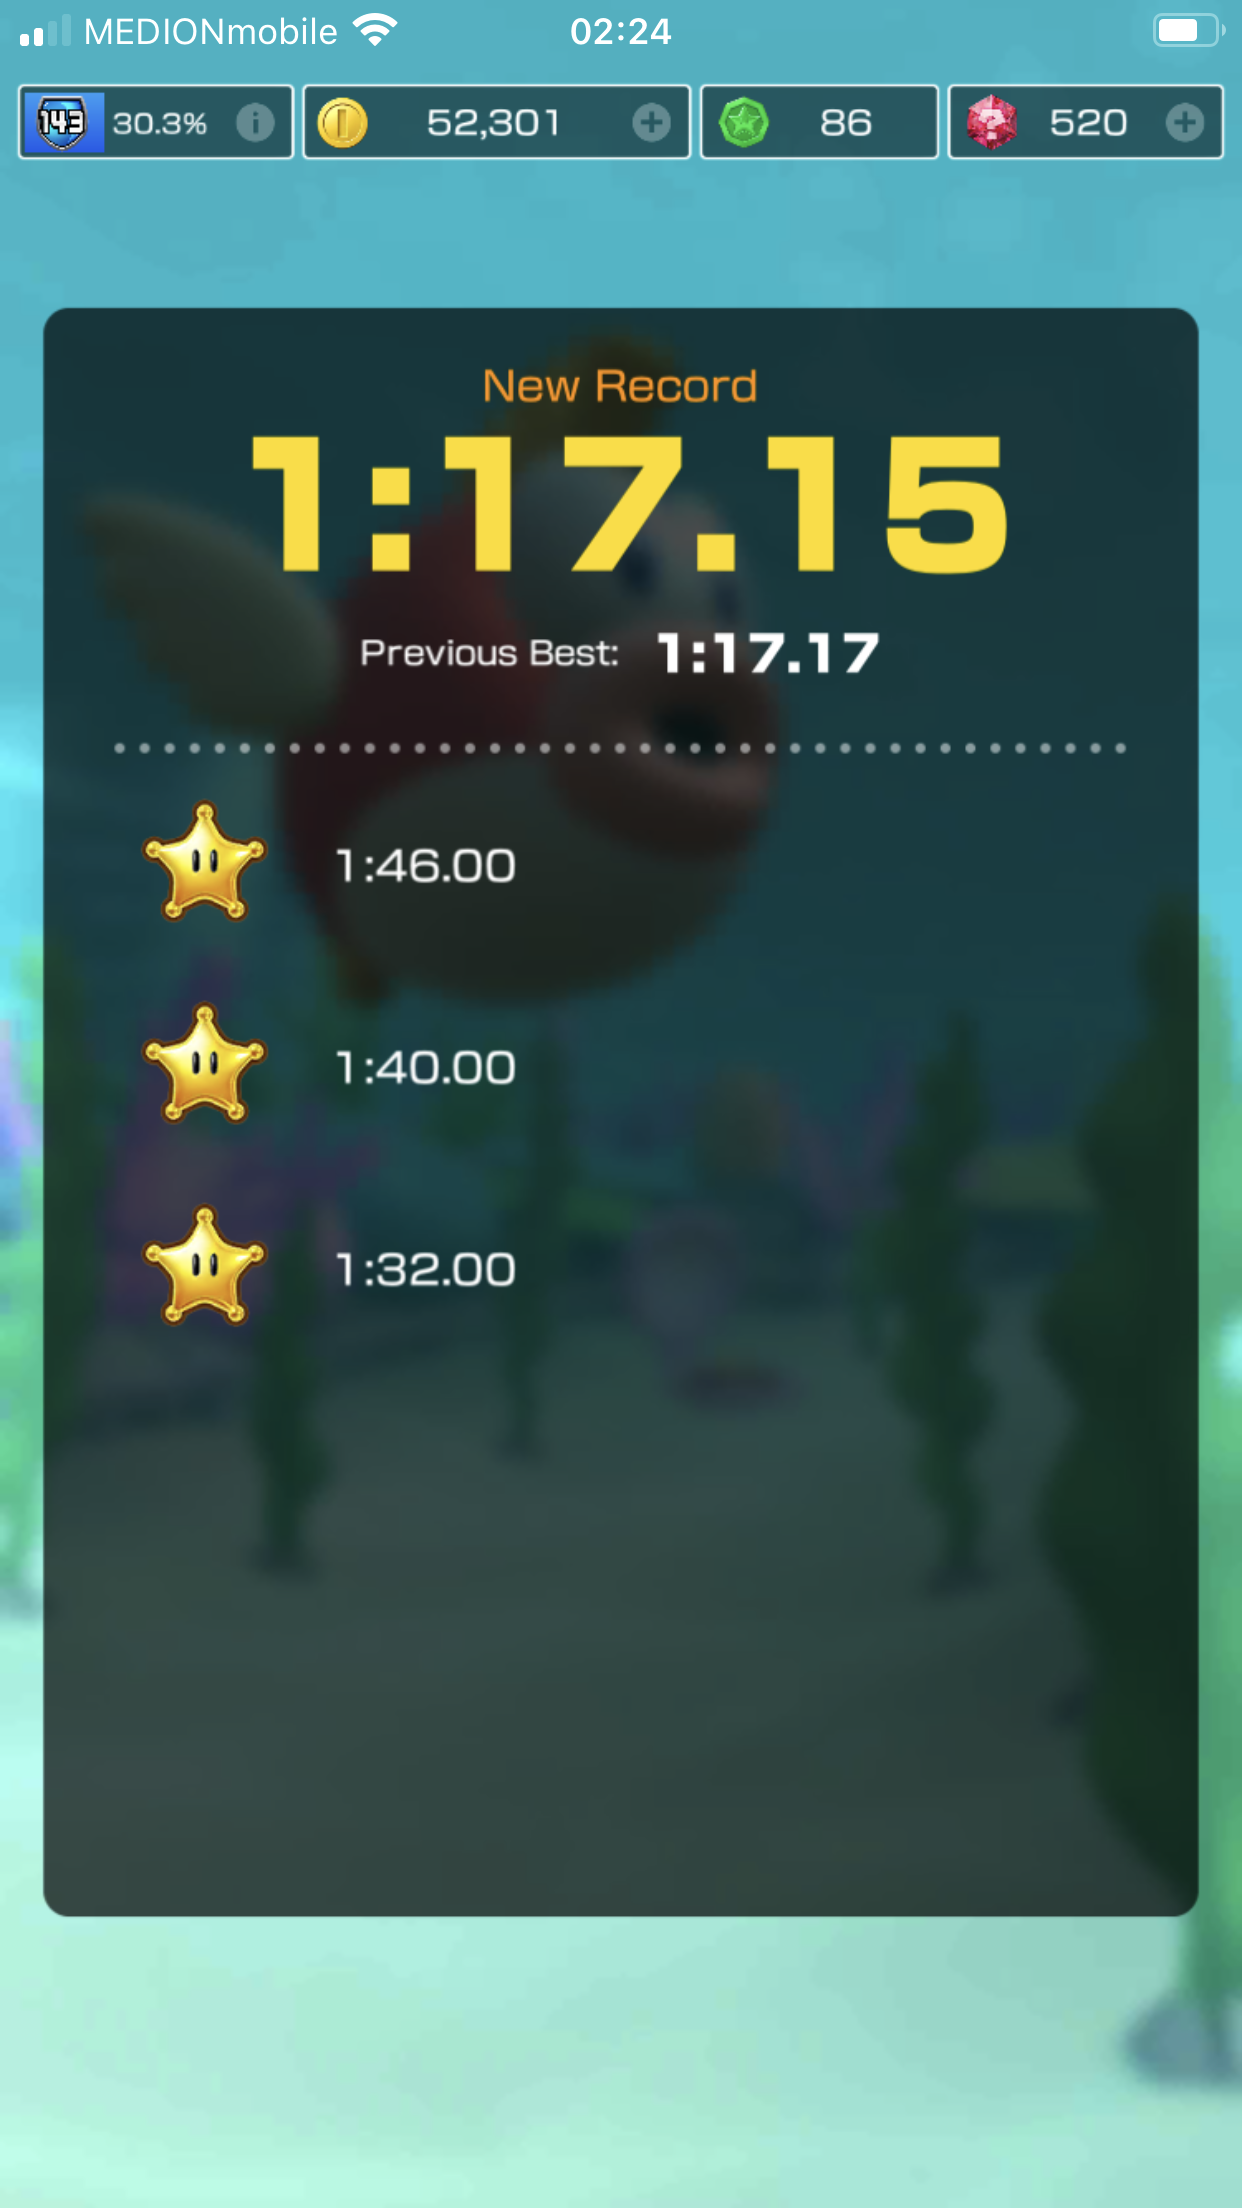 MEDIONmobile 02:24
143 30.3% i 52,301 + 86 ? 520 +
New Record
1:17.15
Previous Best: 1:17.17
1:46.00
1:40.00
1:32.00